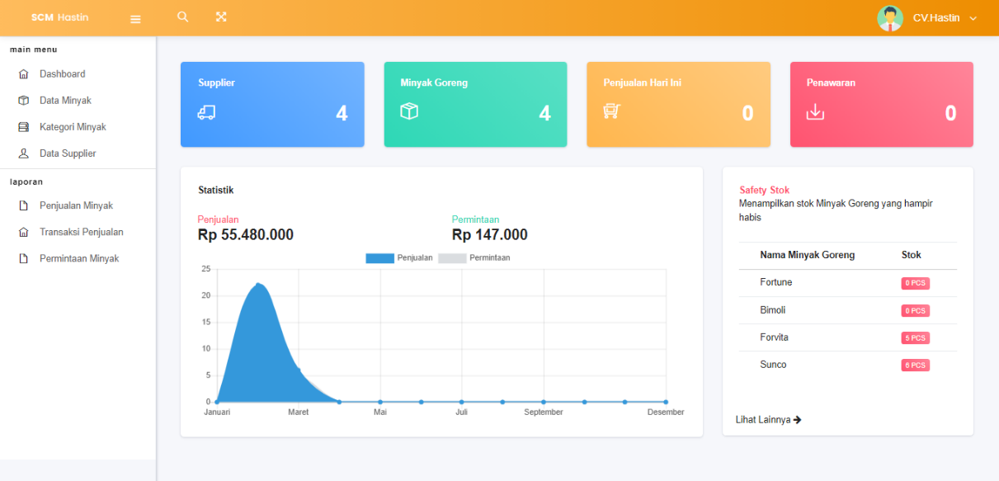 SCM Hastin
CV.Hastin
main menu
Dashboard
Data Minyak
Kategori Minyak
Data Supplier
laporan
Penjualan Minyak
Transaksi Penjualan
Permintaan Minyak
Supplier
4
Minyak Goreng
4
Penjualan Hari Ini
0
Penawaran
0
Statistik
Penjualan
Rp 55.480.000
Permintaan
Rp 147.000
Penjualan Permintaan
25
20
15
10
5
0
Januari Maret Mai Juli September Desember
Safety Stok
Menampilkan stok Minyak Goreng yang hampir
habis
Nama Minyak Goreng Stok
Fortune 0 PCS
Bimoli 0 PCS
Forvita 5 PCS
Sunco 6 PCS
Lihat Lainnya